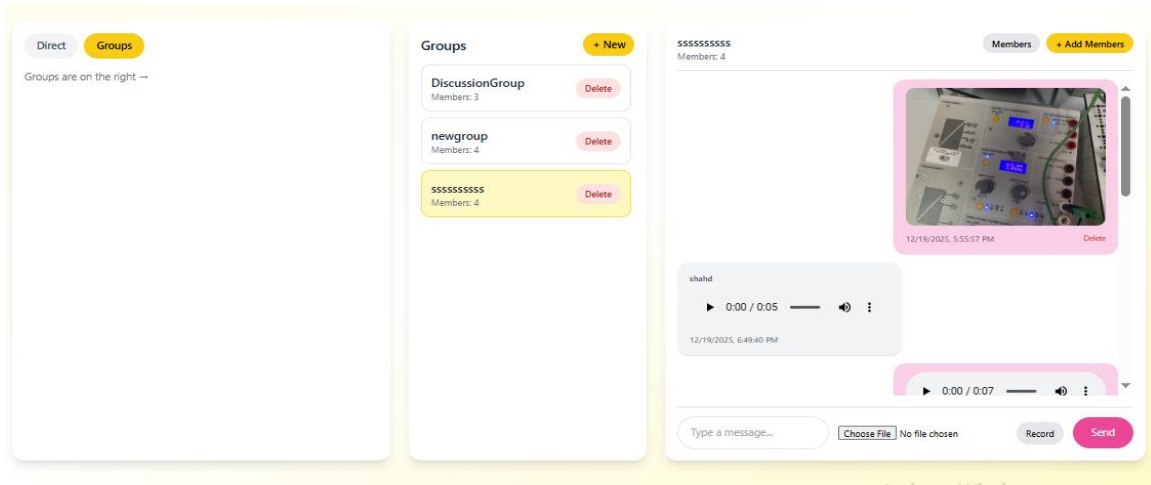 Direct
Groups
Groups are on the right →
Groups
+ New
DiscussionGroup
Members: 3
Delete
newgroup
Members: 4
Delete
ssssssssss
Members: 4
Delete
ssssssssss
Members: 4
Members
+ Add Members
12/19/2025, 5:55:57 PM
Delete
shahd
0:00 / 0:05
12/19/2025, 6:49:40 PM
0:00 / 0:07
Type a message...
Choose File No file chosen
Record
Send